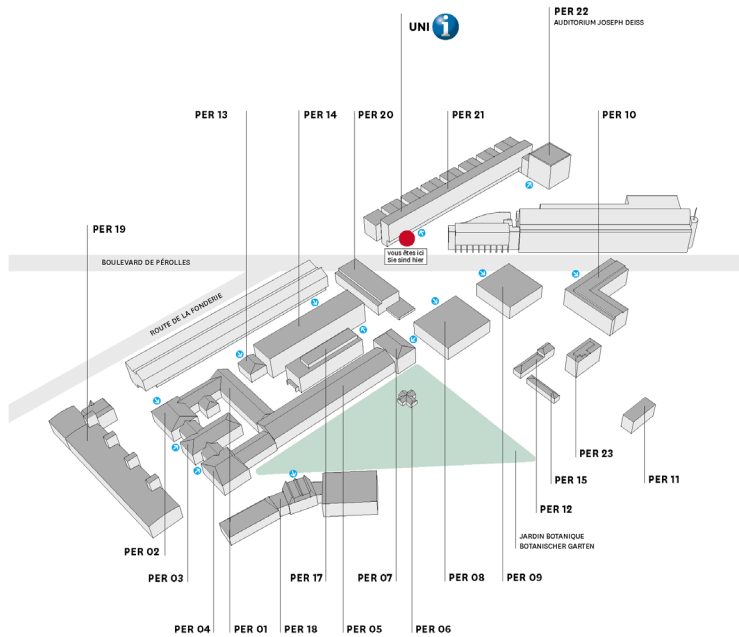 UNI i
PER 22
AUDITORIUM JOSEPH DEISS
PER 13
PER 14
PER 20
PER 21
PER 10
PER 19
vous êtes ici
Sie sind hier
BOULEVARD DE PÉROLLES
ROUTE DE LA FONDERIE
PER 23
PER 15
PER 11
PER 12
JARDIN BOTANIQUE
BOTANISCHER GARTEN
PER 02
PER 03
PER 17
PER 07
PER 08
PER 09
PER 04
PER 01
PER 18
PER 05
PER 06